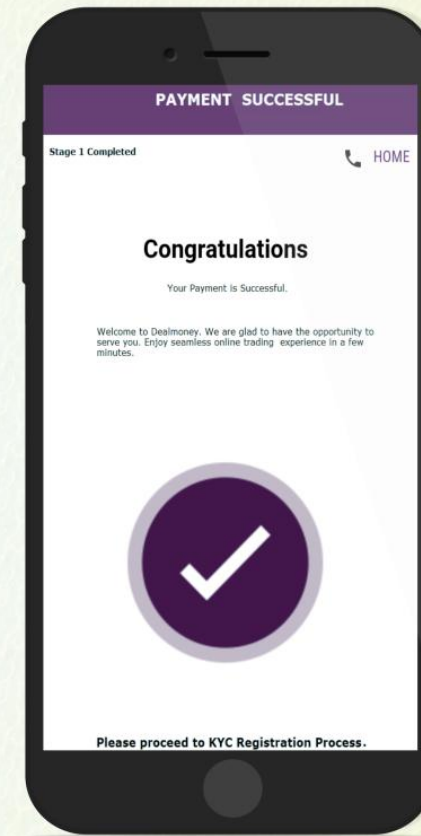 PAYMENT SUCCESSFUL
Stage 1 Completed
HOME
Congratulations
Your Payment is Successful.
Welcome to Dealmoney. We are glad to have the opportunity to
serve you. Enjoy seamless online trading experience in a few
minutes.
Please proceed to KYC Registration Process.